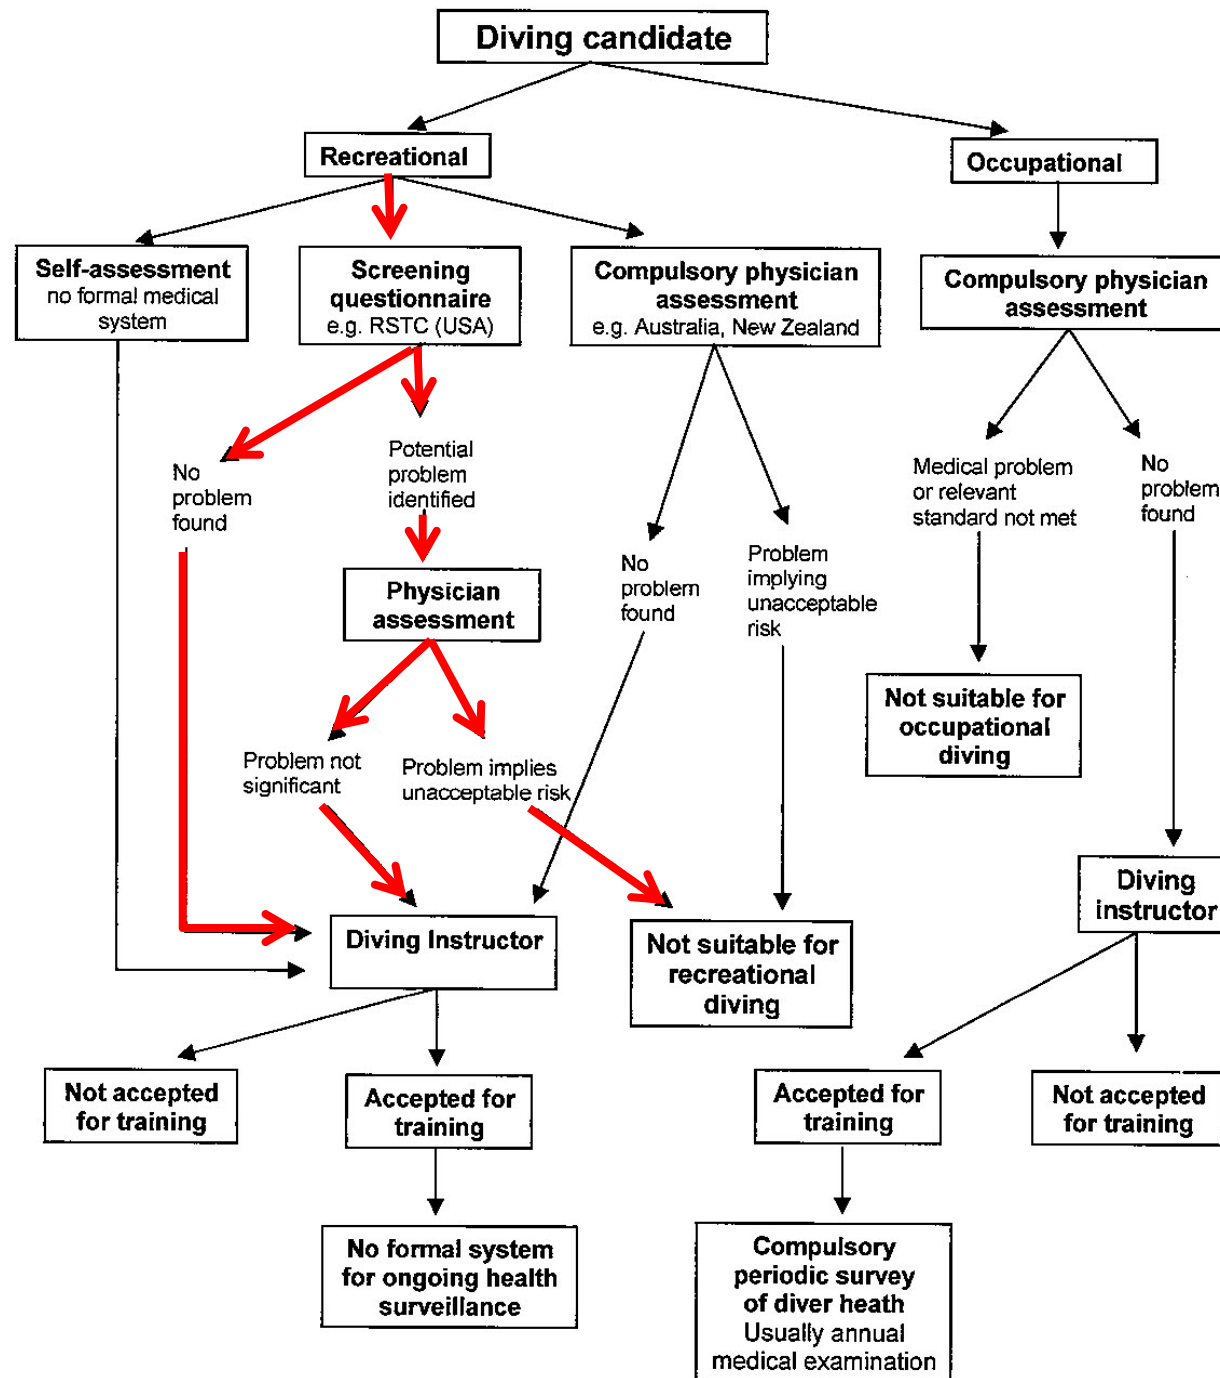 Diving candidate
Recreational
Occupational
Self-assessment
no formal medical
system
Screening
questionnaire
e.g. RSTC (USA)
Compulsory physician
assessment
e.g. Australia, New Zealand
Compulsory physician
assessment
No
problem
found
Potential
problem
identified
Medical problem
or relevant
standard not met
No
problem
found
Physician
assessment
No
problem
found
Problem
implying
unacceptable
risk
Not suitable for
occupational
diving
Problem not
significant
Problem implies
unacceptable risk
Diving Instructor
Not suitable for
recreational
diving
Diving
instructor
Not accepted
for training
Accepted for
training
Accepted for
training
Not accepted
for training
No formal system
for ongoing health
surveillance
Compulsory
periodic survey
of diver heath
Usually annual
medical examination